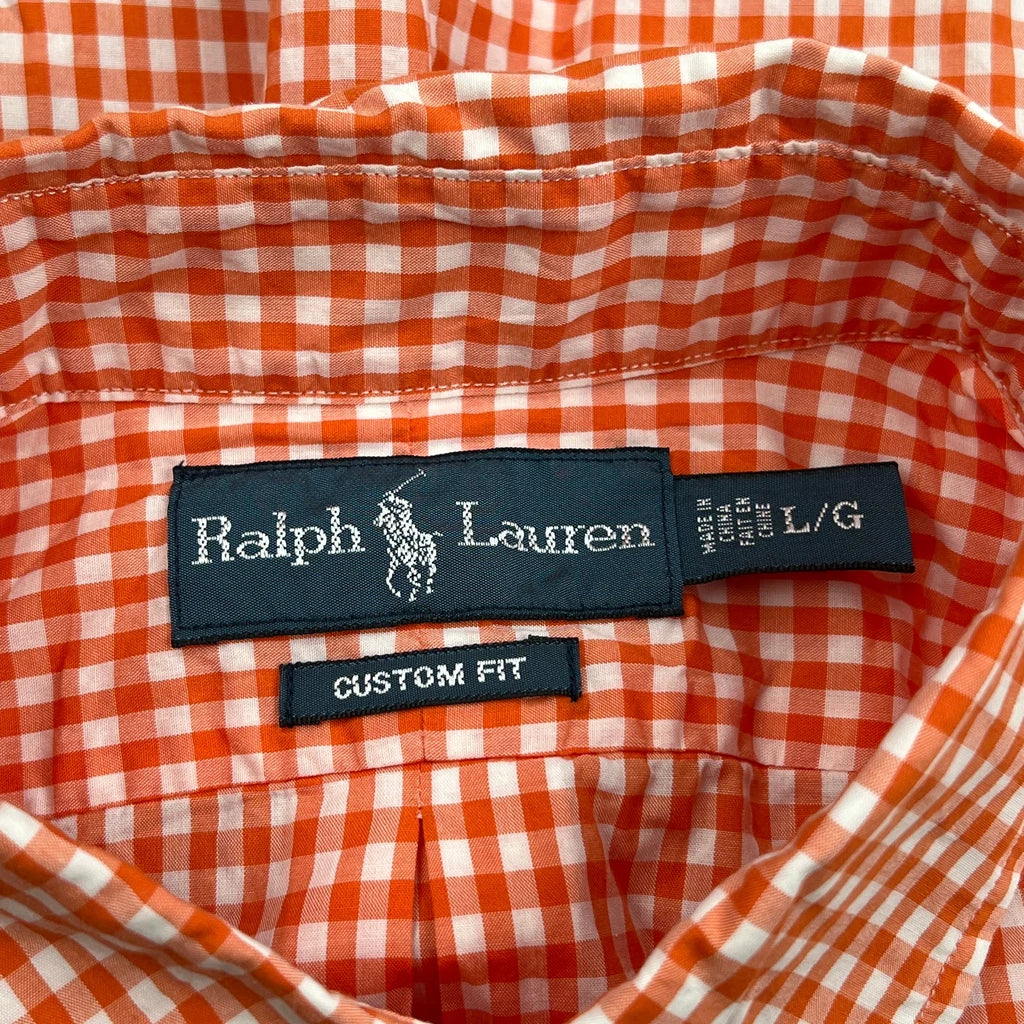 Ralph Lauren
MADE IN
CHINA
FAIT EN
CHINE
L/G
CUSTOM FIT